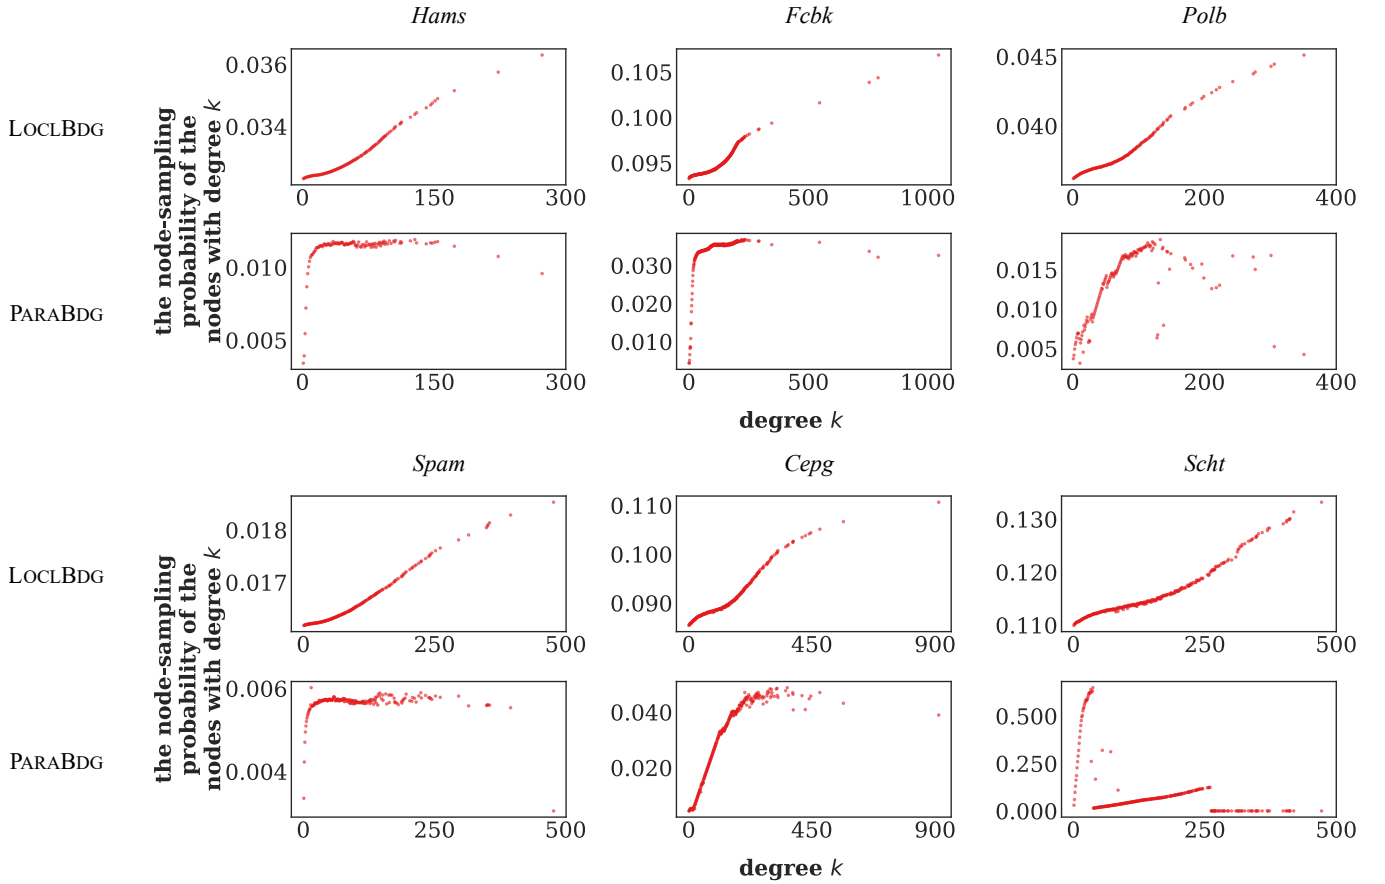 Hams Fcbk Polb
LOCLBDG
PARABDG
the node-sampling
probability of the
nodes with degree k
0.036
0.034
0 150 300
0.105
0.100
0.095
0 500 1000
0.045
0.040
0 200 400
0.010
0.005
0 150 300
0.030
0.020
0.010
0 500 1000
0.015
0.010
0.005
0 200 400
degree k
Spam Cepg Scht
LOCLBDG
PARABDG
the node-sampling
probability of the
nodes with degree k
0.018
0.017
0 250 500
0.110
0.100
0.090
0 450 900
0.130
0.120
0.110
0 250 500
0.006
0.004
0 250 500
0.040
0.020
0 450 900
0.500
0.250
0.000
0 250 500
degree k